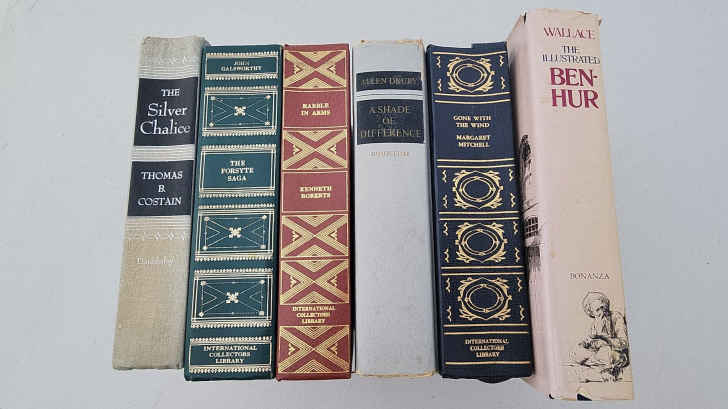 THE
Silver
Chalice
THOMAS
B.
COSTAIN
Doubleday
JOHN
GALSWORTHY
THE
FORSYTE
SAGA
INTERNATIONAL
COLLECTORS
LIBRARY
RABBLE
IN ARMS
KENNETH
ROBERTS
INTERNATIONAL
COLLECTORS
LIBRARY
ALLEN DRURY
A SHADE
OF
DIFFERENCE
DOUBLEDAY
GONE WITH
THE WIND
MARGARET
MITCHELL
INTERNATIONAL
COLLECTORS
LIBRARY
WALLACE
THE
ILLUSTRATED
BEN-
HUR
BONANZA